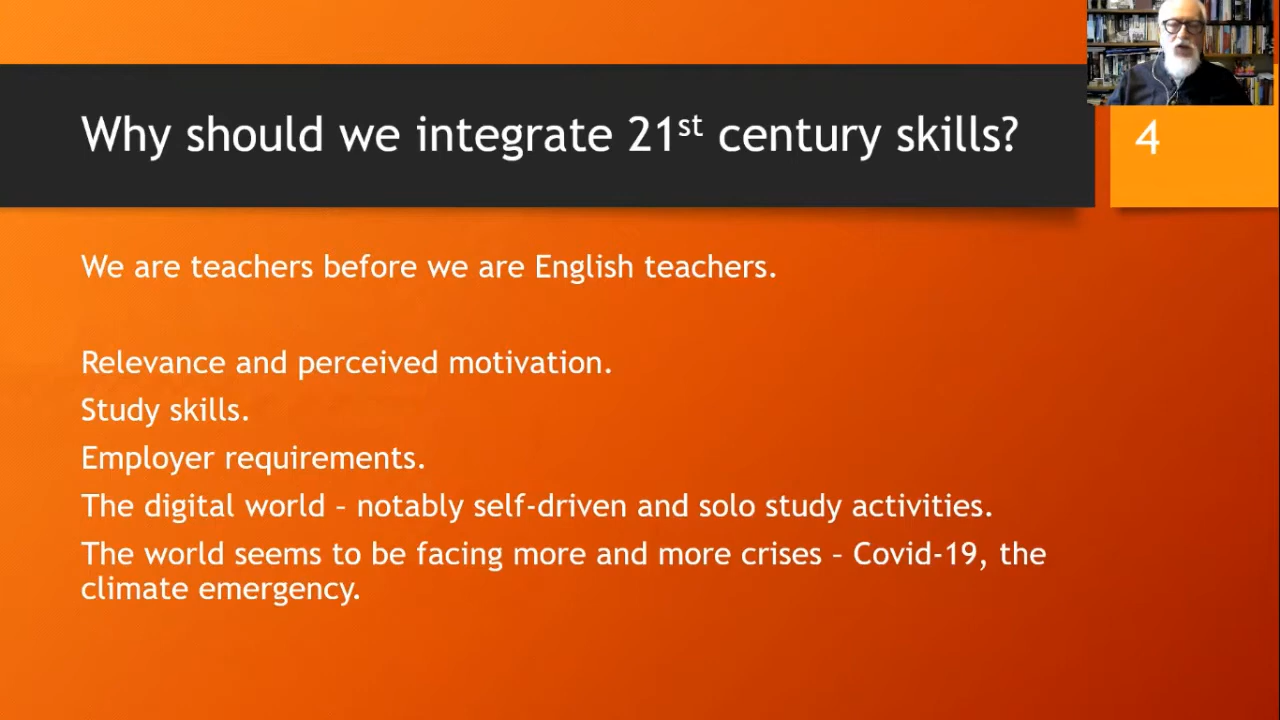 Why should we integrate 21st century skills?
4
We are teachers before we are English teachers.
Relevance and perceived motivation.
Study skills.
Employer requirements.
The digital world – notably self-driven and solo study activities.
The world seems to be facing more and more crises – Covid-19, the
climate emergency.